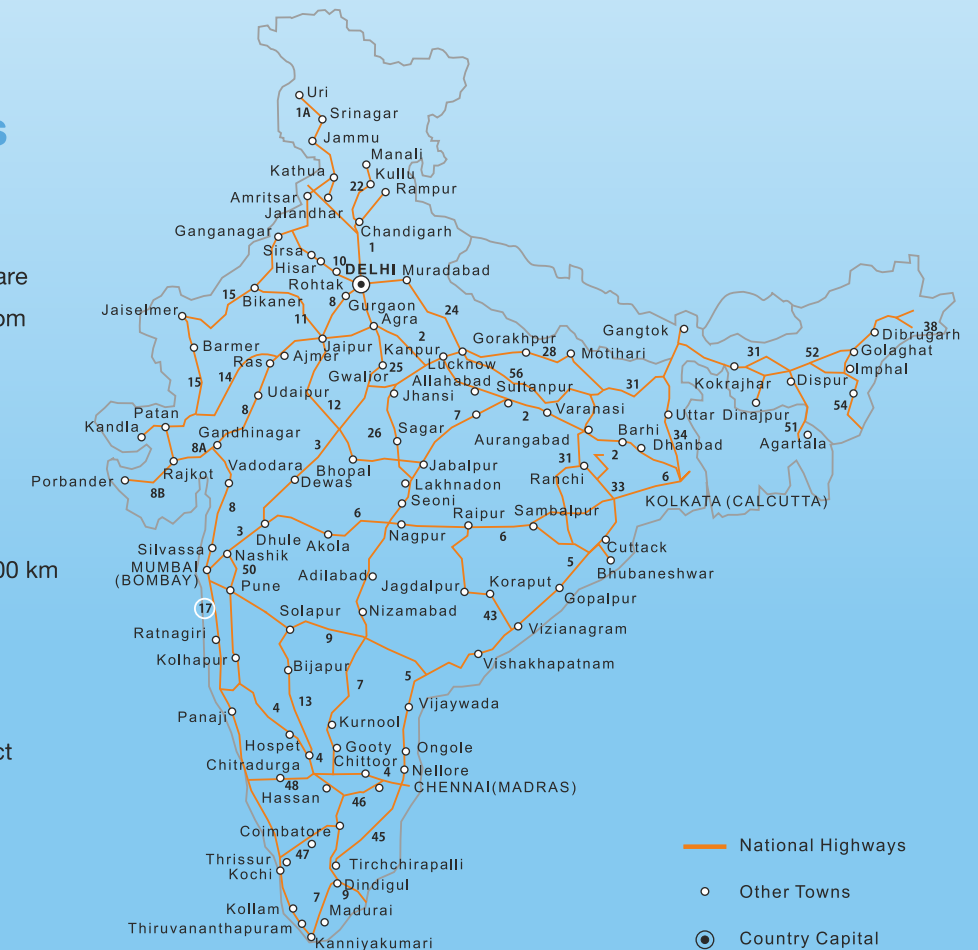 s
are
om
00 km
ct
Uri
1A
Srinagar
Jammu
Manali
Kathua
Kullu
22
Rampur
Amritsar
Jalandhar
Chandigarh
Ganganagar
1
Sirsa
10
Hisar
DELHI
Muradabad
Rohtak
15
Bikaner
8
Gurgaon
Jaiselmer
11
Agra
24
Gangtok
38
Dibrugarh
2
Gorakhpur
Barmer
Jaipur
Kanpur
28
Motihari
31
52
Golaghat
Ras
Ajmer
Lucknow
Imphal
15
14
Gwalior
25
56
31
Kokrajhar
Dispur
Allahabad
Sultanpur
Udaipur
Jhansi
54
12
8
7
2
Varanasi
Uttar Dinajpur
Patan
Kandla
Gandhinagar
26
Sagar
Aurangabad
Barhi
34
51
Agartala
8A
3
Dhanbad
Rajkot
Vadodara
Bhopal
Jabalpur
31
2
Porbander
Dewas
Lakhnadon
Ranchi
6
8B
33
8
Seoni
KOLKATA (CALCUTTA)
6
Raipur
Sambalpur
3
Dhule
Akola
Nagpur
6
Silvassa
Nashik
Cuttack
MUMBAI
(BOMBAY)
50
5
Bhubaneshwar
Pune
Adilabad
Jagdalpur
Koraput
Gopalpur
17
Solapur
Nizamabad
43
Ratnagiri
9
Vizianagram
Kolhapur
Bijapur
Vishakhapatnam
7
5
4
13
Vijaywada
Panaji
Kurnool
Hospet
4
Gooty
Ongole
Chitradurga
Chittoor
4
Nellore
48
CHENNAI(MADRAS)
Hassan
46
Coimbatore
45
National Highways
47
Thrissur
Tirchchirapalli
Kochi
Dindigul
7
9
Other Towns
Kollam
Madurai
Thiruvananthapuram
Kanniyakumari
Country Capital